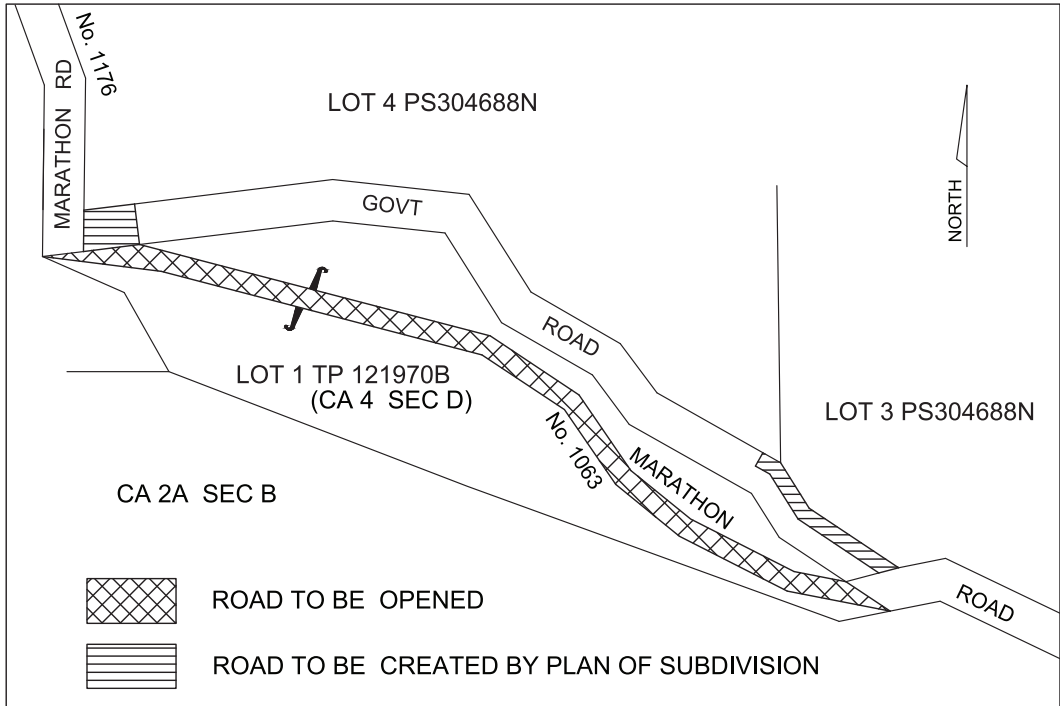 No. 1176
MARATHON RD
LOT 4 PS304688N
GOVT
NORTH
ROAD
LOT 1 TP 121970B
(CA 4 SEC D)
LOT 3 PS304688N
No. 1063
MARATHON
CA 2A SEC B
ROAD
ROAD TO BE OPENED
ROAD TO BE CREATED BY PLAN OF SUBDIVISION